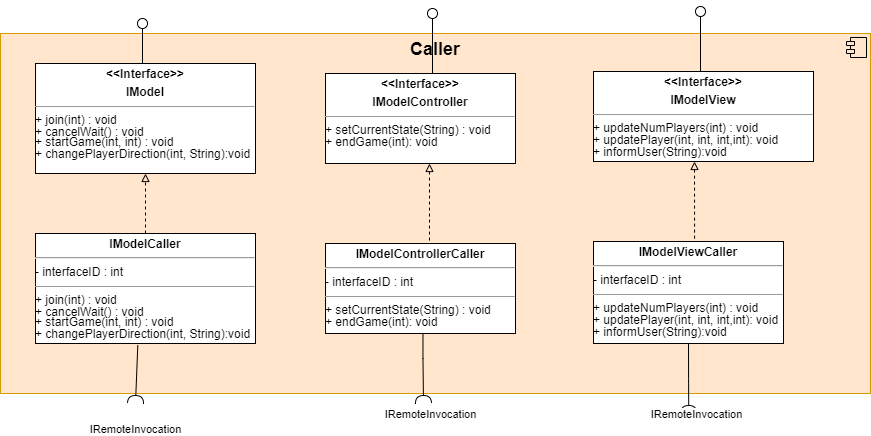 Caller
<<Interface>>
IModel
+ join(int) : void
+ cancelWait() : void
+ startGame(int, int) : void
+ changePlayerDirection(int, String):void
<<Interface>>
IModelController
+ setCurrentState(String) : void
+ endGame(int): void
<<Interface>>
IModelView
+ updateNumPlayers(int) : void
+ updatePlayer(int, int, int,int): void
+ informUser(String):void
IModelCaller
- interfaceID : int
+ join(int) : void
+ cancelWait() : void
+ startGame(int, int) : void
+ changePlayerDirection(int, String):void
IModelControllerCaller
- interfaceID : int
+ setCurrentState(String) : void
+ endGame(int): void
IModelViewCaller
- interfaceID : int
+ updateNumPlayers(int) : void
+ updatePlayer(int, int, int,int): void
+ informUser(String):void
IRemoteInvocation
IRemoteInvocation
IRemoteInvocation